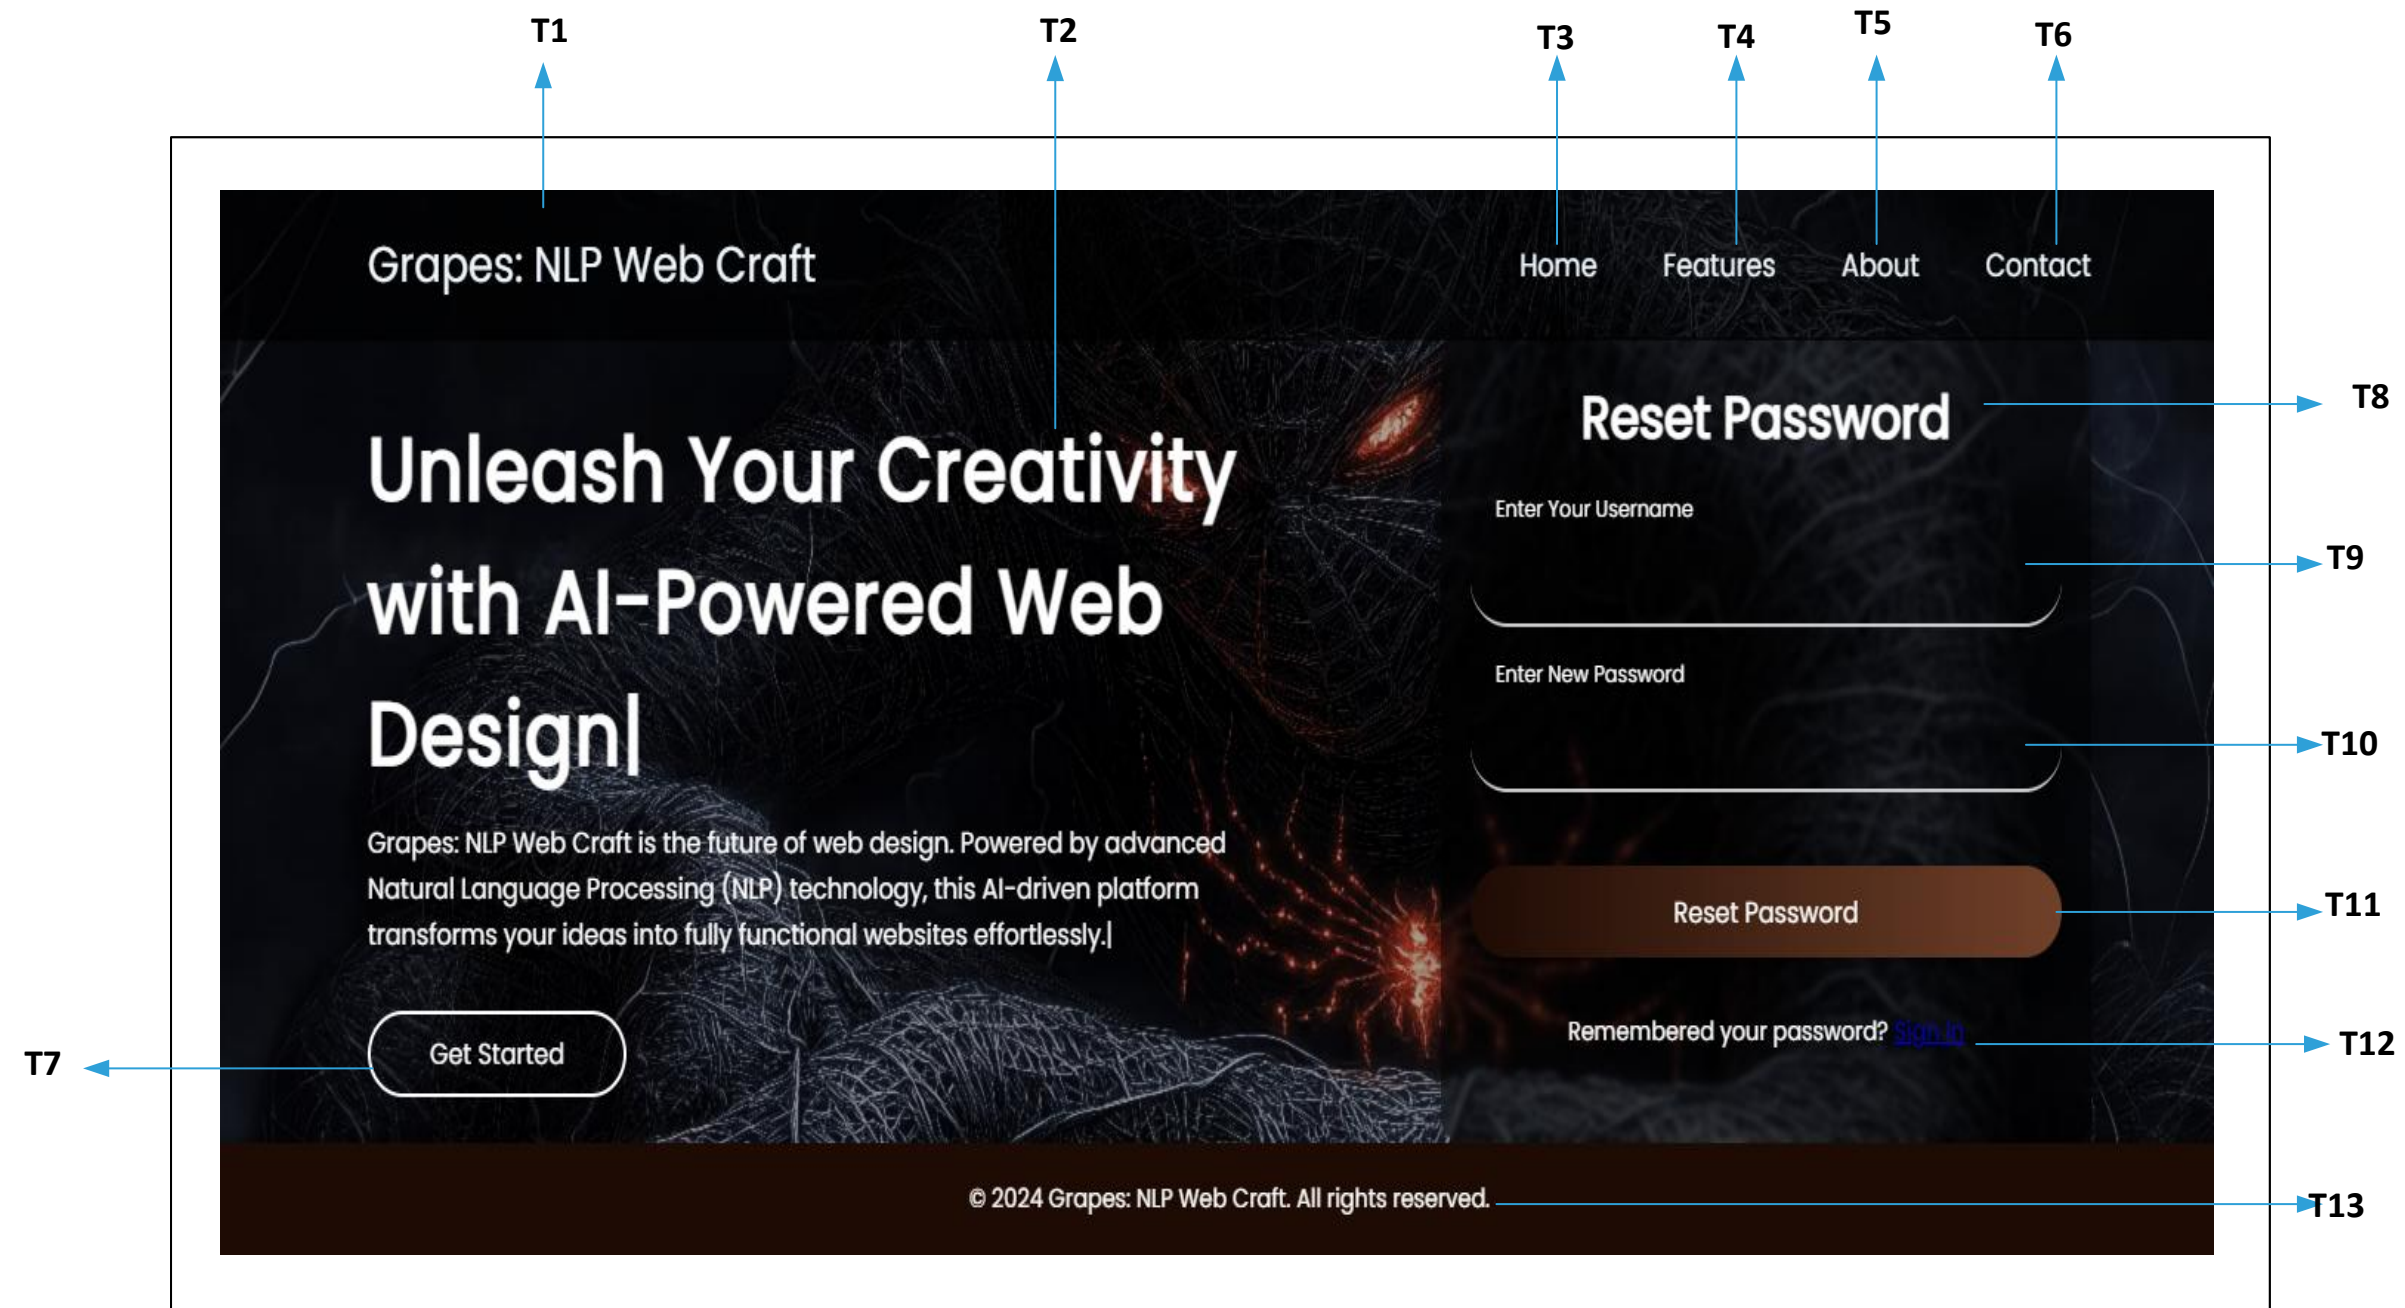 T1
T2
T3
T4
T5
T6
Grapes: NLP Web Craft
Home
Features
About
Contact
Unleash Your Creativity
with AI-Powered Web
Design|
Grapes: NLP Web Craft is the future of web design. Powered by advanced
Natural Language Processing (NLP) technology, this AI-driven platform
transforms your ideas into fully functional websites effortlessly.|
Get Started
T7
Reset Password
T8
Enter Your Username
T9
Enter New Password
T10
Reset Password
T11
Remembered your password? Sign In
T12
© 2024 Grapes: NLP Web Craft. All rights reserved.
T13